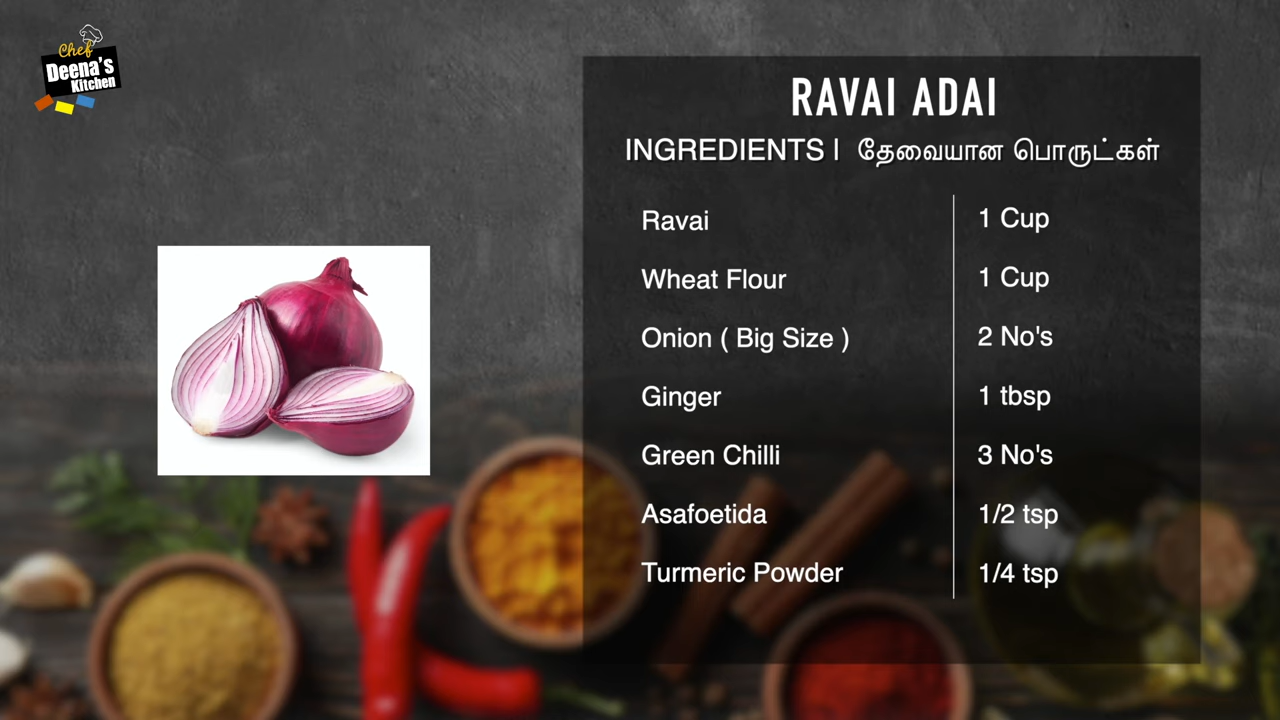 Chef
Deena's
Kitchen
RAVAI ADAI
INGREDIENTS | தேவையான பொருட்கள்
Ravai 1 Cup
Wheat Flour 1 Cup
Onion ( Big Size ) 2 No's
Ginger 1 tbsp
Green Chilli 3 No's
Asafoetida 1/2 tsp
Turmeric Powder 1/4 tsp